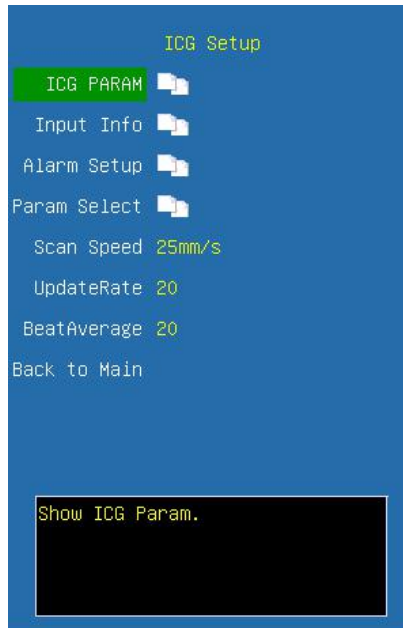 ICG Setup
ICG PARAM
Input Info
Alarm Setup
Param Select
Scan Speed 25mm/s
UpdateRate 20
BeatAverage 20
Back to Main
Show ICG Param.